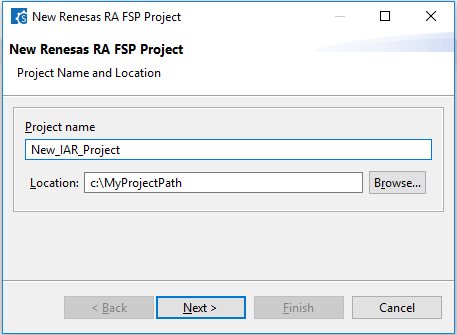 New Renesas RA FSP Project
New Renesas RA FSP Project
Project Name and Location
Project name
New_IAR_Project
Location: c:\MyProjectPath Browse...
< Back Next > Finish Cancel